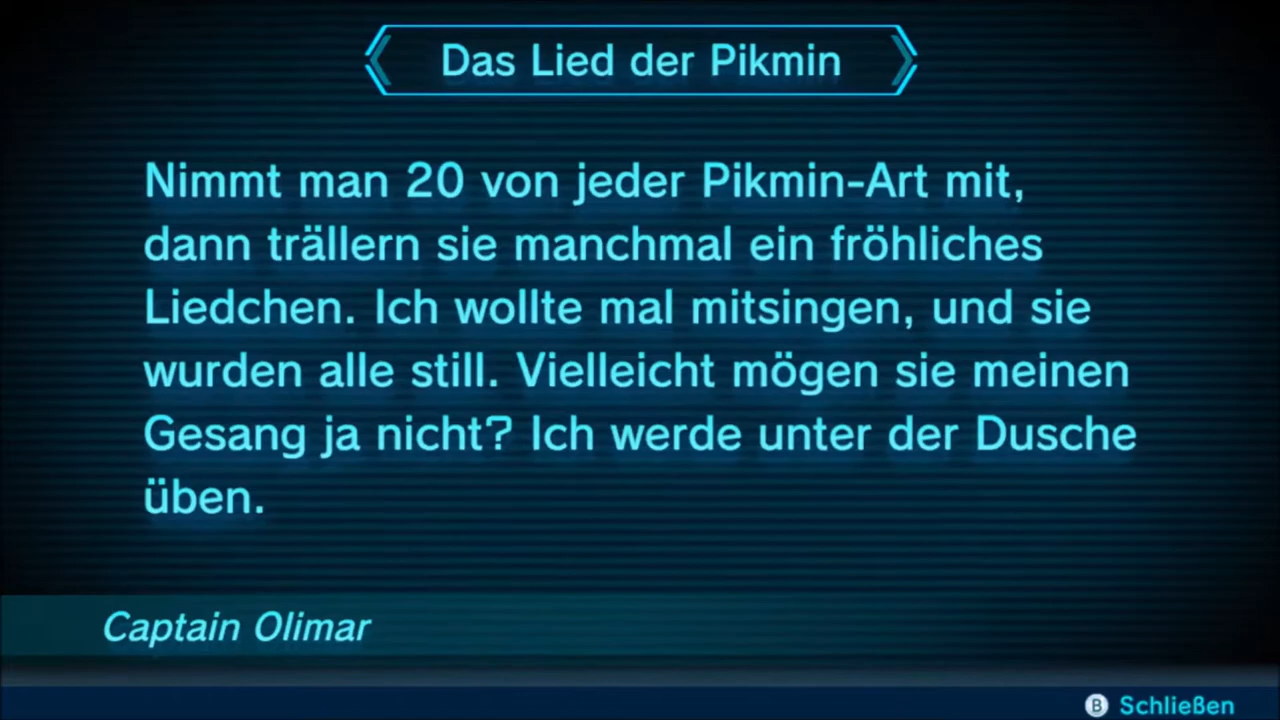 Das Lied der Pikmin
Nimmt man 20 von jeder Pikmin-Art mit,
dann trällern sie manchmal ein fröhliches
Liedchen. Ich wollte mal mitsingen, und sie
wurden alle still. Vielleicht mögen sie meinen
Gesang ja nicht? Ich werde unter der Dusche
üben.
Captain Olimar
B Schließen